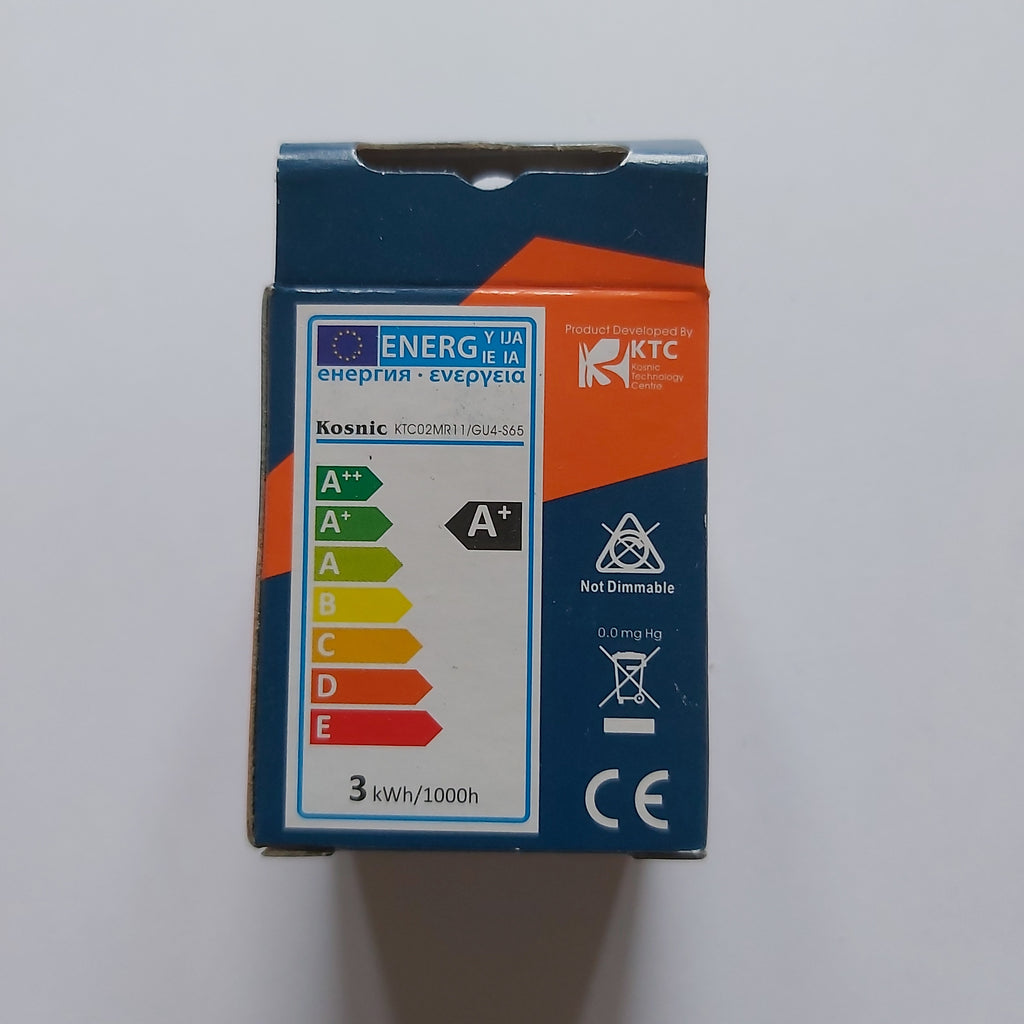 ENERG Y IJA
IE IA
енергия · ενεργεια
Kosnic KTC02MR11/GU4-S65
A++
A+
A+
A
B
C
D
E
3 kWh/1000h
Product Developed By
KTC
Kosnic
Technology
Centre
Not Dimmable
0.0 mg Hg
CE